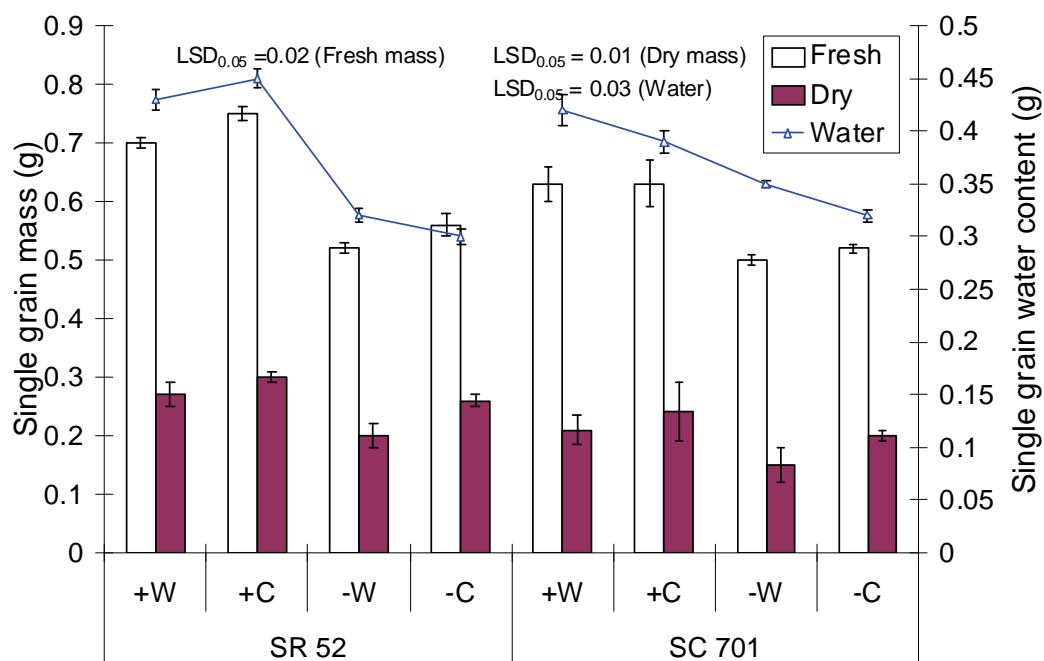 LSD0.05 =0.02 (Fresh mass)
LSD0.05 = 0.01 (Dry mass)
LSD0.05 = 0.03 (Water)
Fresh
Dry
Water
Single grain mass (g)
0.9
0.8
0.7
0.6
0.5
0.4
0.3
0.2
0.1
0
0.5
0.45
0.4
0.35
0.3
0.25
0.2
0.15
0.1
0.05
0
Single grain water content (g)
+W +C -W -C +W +C -W -C
SR 52 SC 701